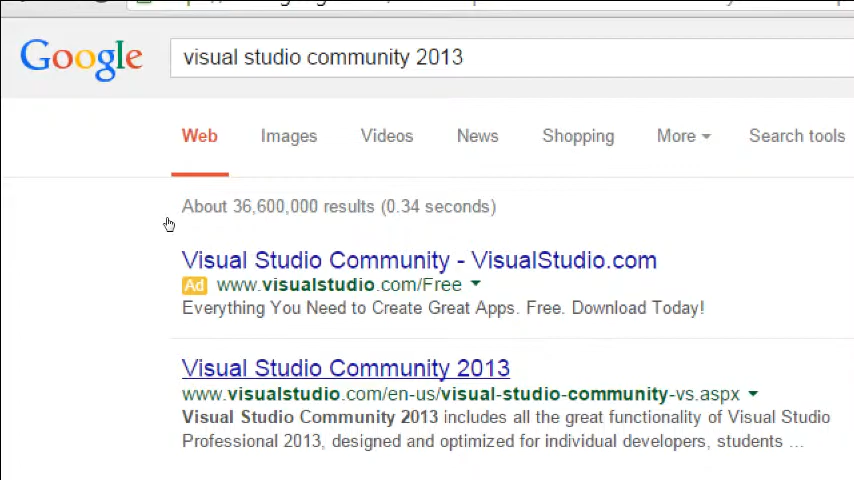 Google
visual studio community 2013
Web Images Videos News Shopping More Search tools
About 36,600,000 results (0.34 seconds)
Visual Studio Community - VisualStudio.com
Ad www.visualstudio.com/Free
Everything You Need to Create Great Apps. Free. Download Today!
Visual Studio Community 2013
www.visualstudio.com/en-us/visual-studio-community-vs.aspx
Visual Studio Community 2013 includes all the great functionality of Visual Studio
Professional 2013, designed and optimized for individual developers, students ...